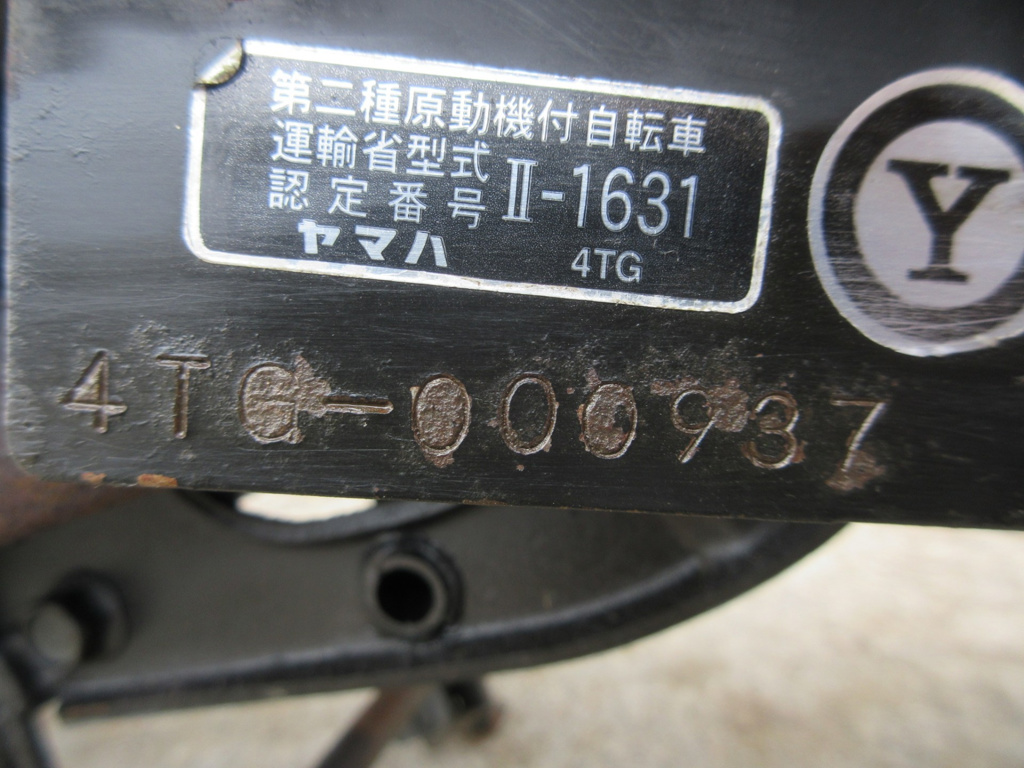 第二種原動機付自転車
運輸省型式
認定番号 Ⅱ-1631
ヤマハ 4TG
Y
4TG-000937